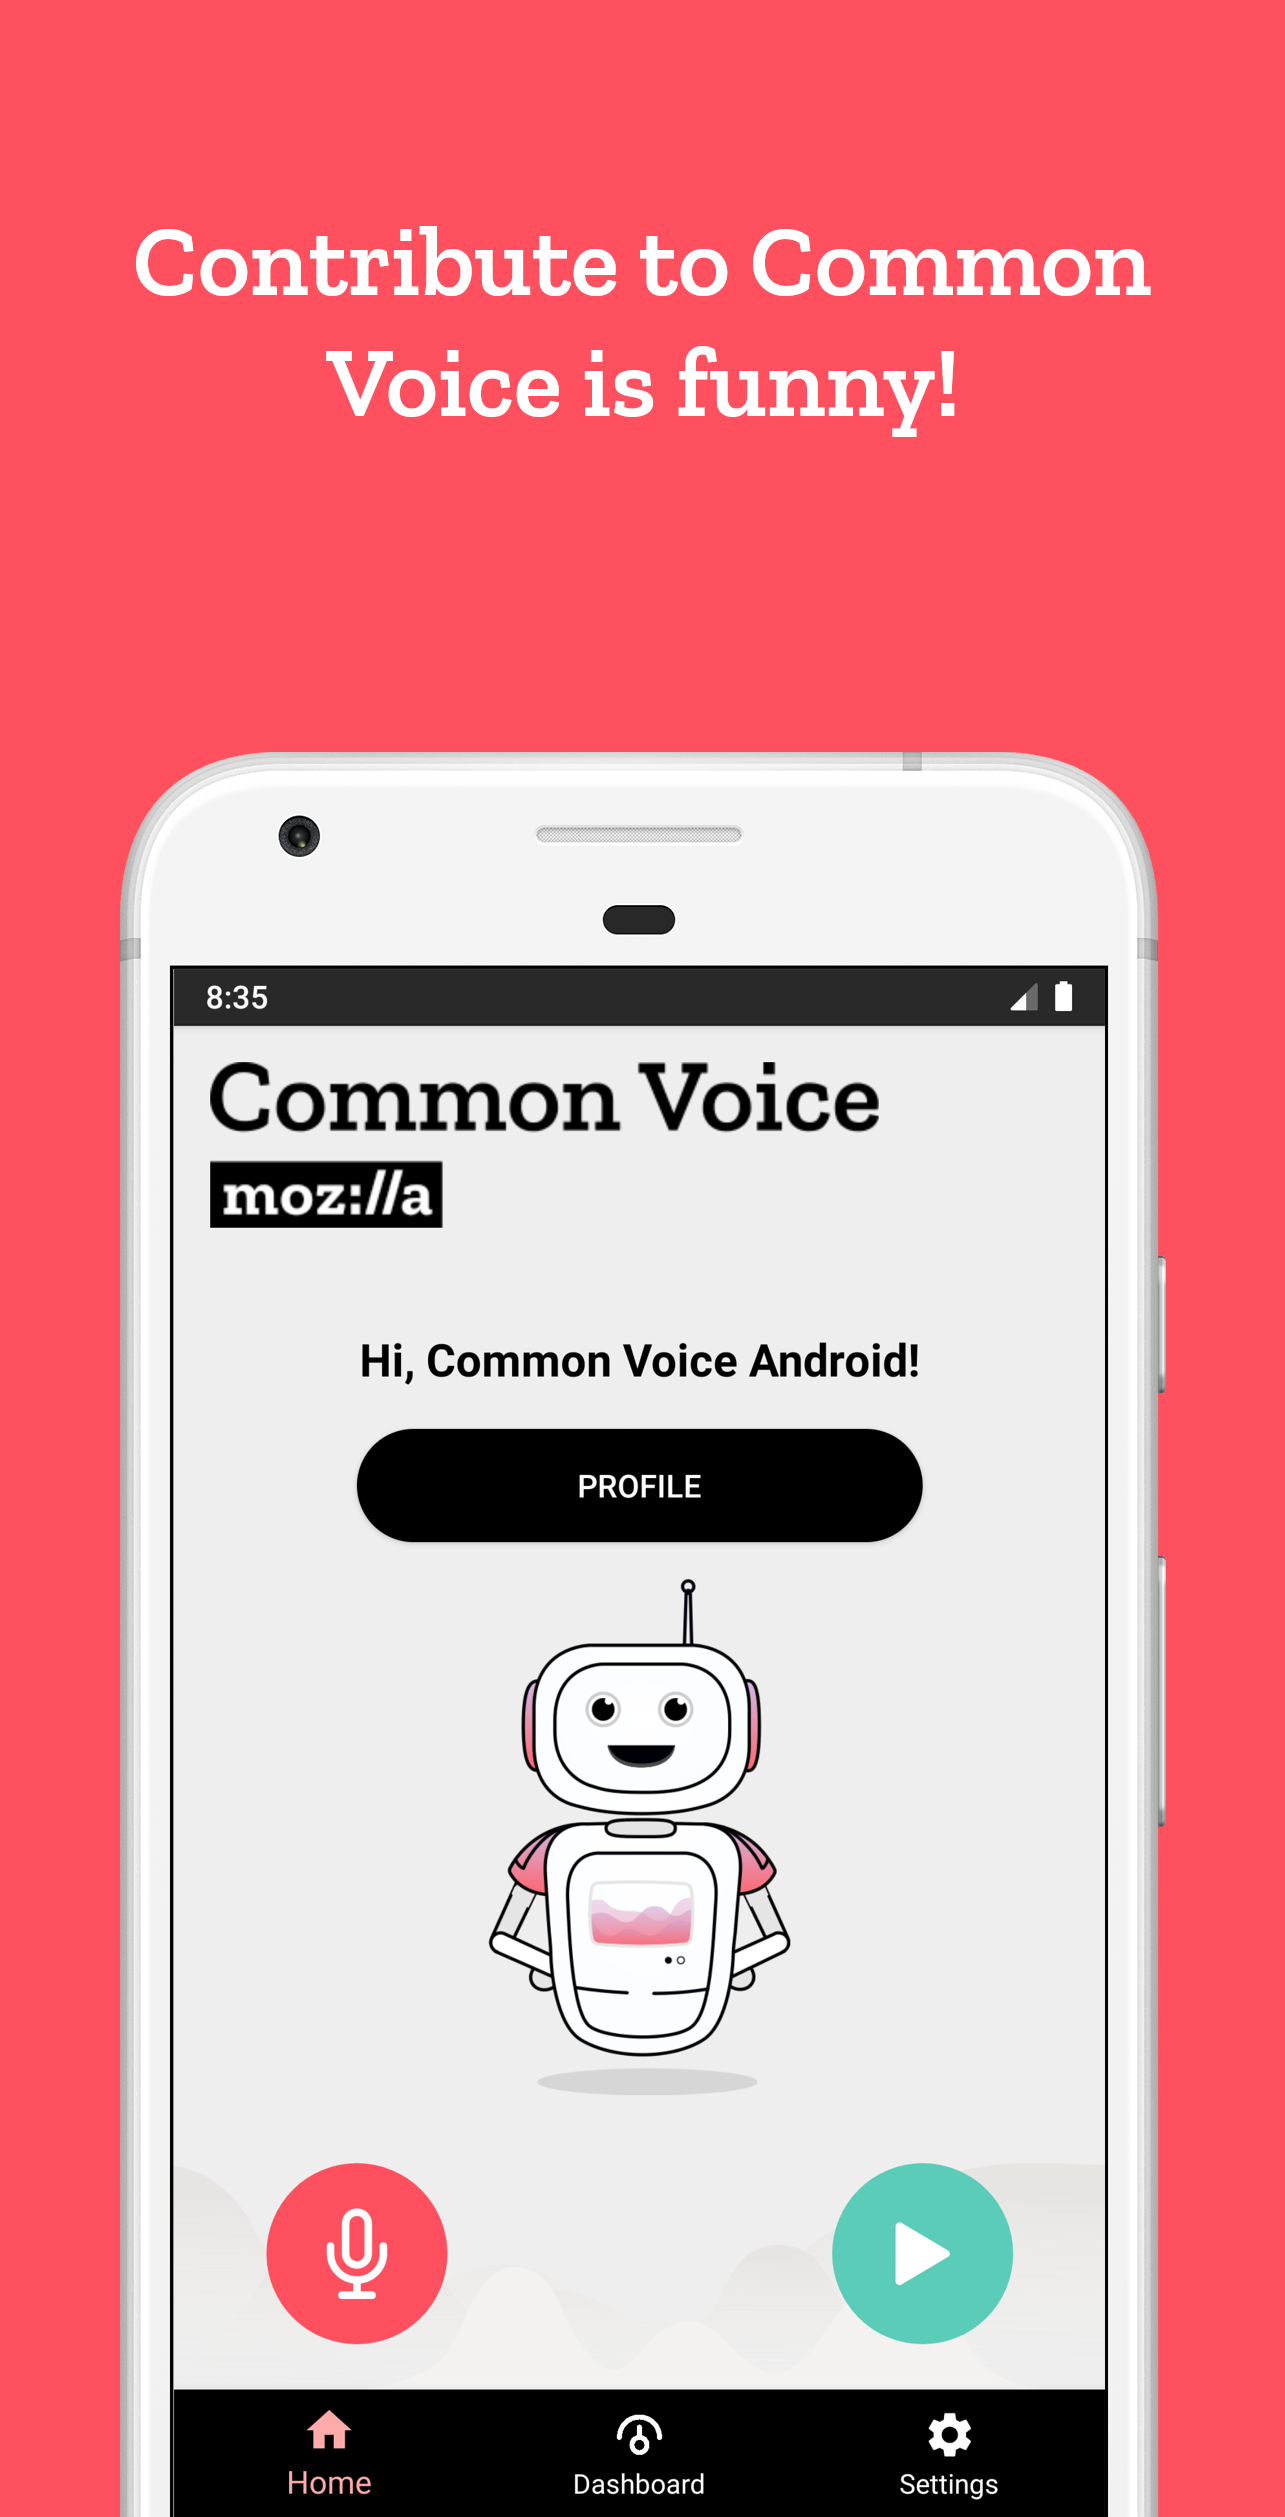 Contribute to Common
Voice is funny!
8:35
Common Voice
moz://a
Hi, Common Voice Android!
PROFILE
Home
Dashboard
Settings